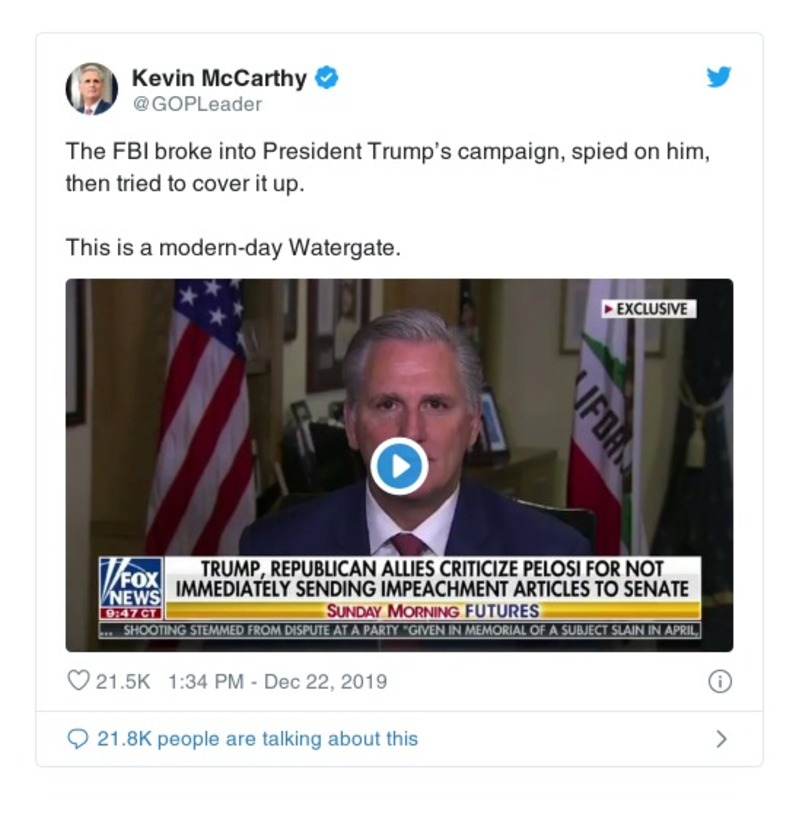 Kevin McCarthy
@GOPLeader
The FBI broke into President Trump's campaign, spied on him,
then tried to cover it up.
This is a modern-day Watergate.
EXCLUSIVE
LIFORN
FOX
NEWS
9:47 CT
TRUMP, REPUBLICAN ALLIES CRITICIZE PELOSI FOR NOT
IMMEDIATELY SENDING IMPEACHMENT ARTICLES TO SENATE
SUNDAY MORNING FUTURES
... SHOOTING STEMMED FROM DISPUTE AT A PARTY "GIVEN IN MEMORIAL OF A SUBJECT SLAIN IN APRIL,
21.5K 1:34 PM - Dec 22, 2019
21.8K people are talking about this